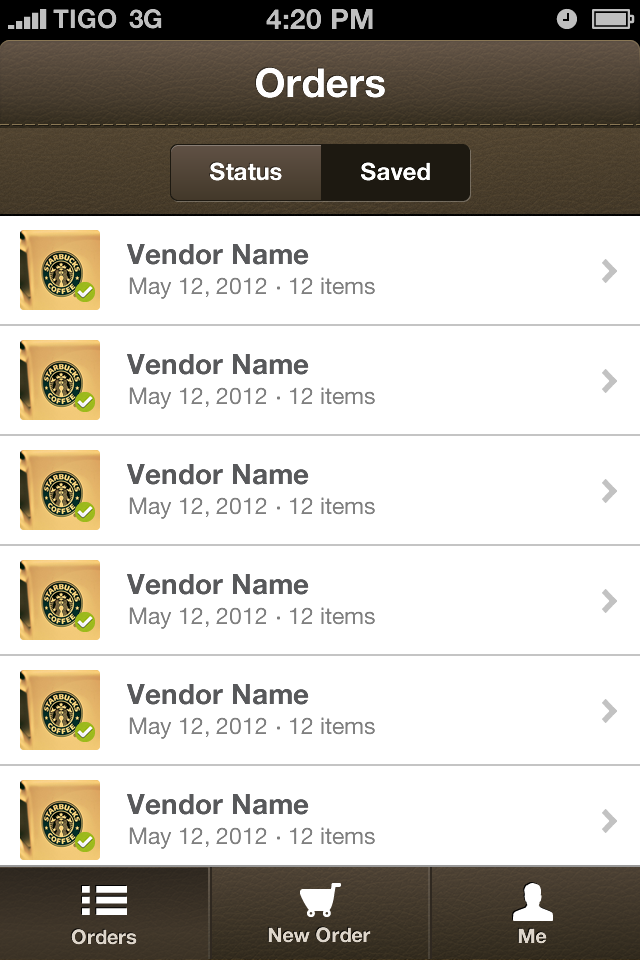 TIGO 3G 4:20 PM
Orders
Status Saved
STARBUCKS COFFEE
Vendor Name
May 12, 2012 · 12 items
STARBUCKS COFFEE
Vendor Name
May 12, 2012 · 12 items
STARBUCKS COFFEE
Vendor Name
May 12, 2012 · 12 items
STARBUCKS COFFEE
Vendor Name
May 12, 2012 · 12 items
STARBUCKS COFFEE
Vendor Name
May 12, 2012 · 12 items
STARBUCKS COFFEE
Vendor Name
May 12, 2012 · 12 items
Orders New Order Me